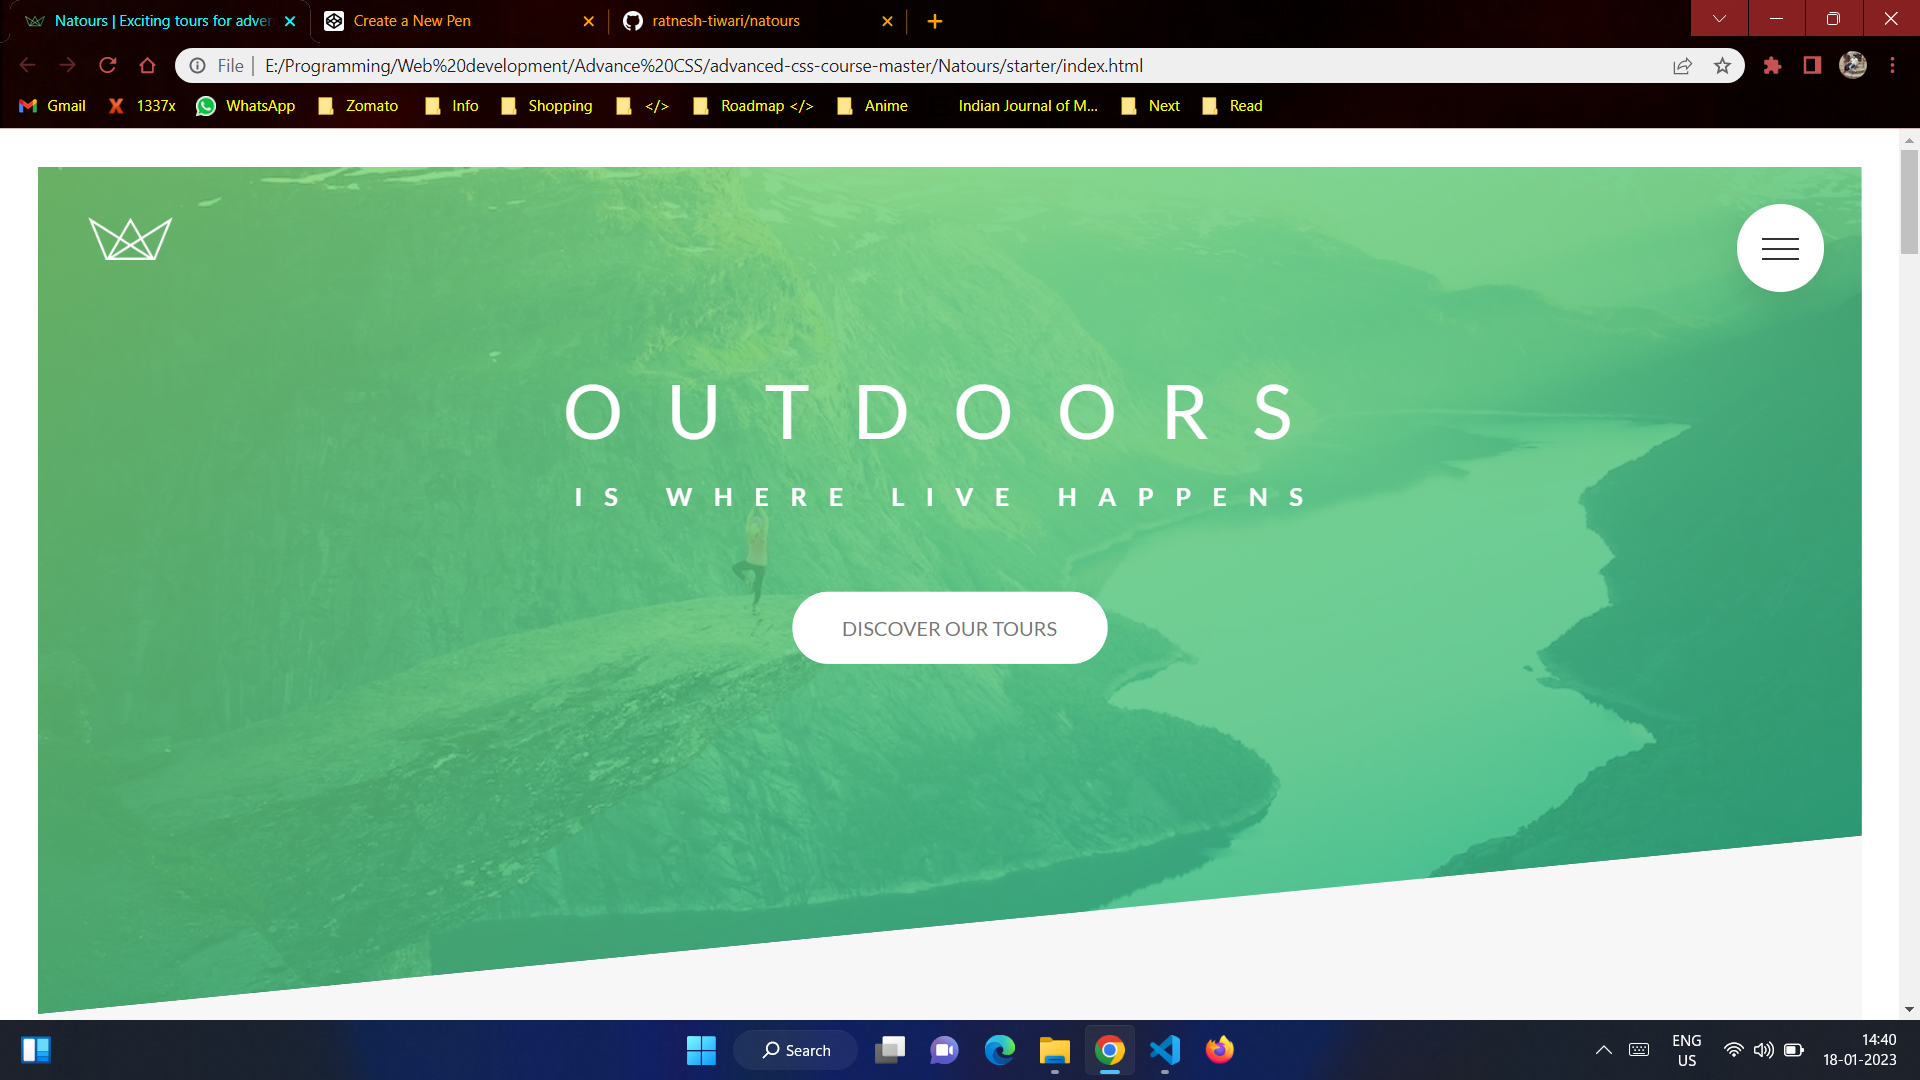 Natours | Exciting tours for adver
Create a New Pen
ratnesh-tiwari/natours
File | E:/Programming/Web%20development/Advance%20CSS/advanced-css-course-master/Natours/starter/index.html
Gmail 1337x WhatsApp Zomato Info Shopping </> Roadmap </> Anime Indian Journal of M... Next Read
OUTDOORS
IS WHERE LIVE HAPPENS
DISCOVER OUR TOURS
Search
ENG
US
14:40
18-01-2023